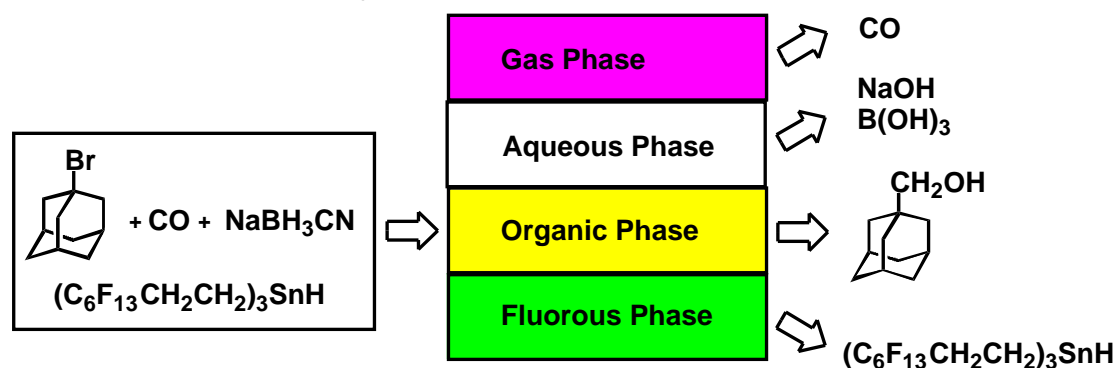 Br
+ CO + NaBH₃CN
(C₆F₁₃CH₂CH₂)₃SnH
Gas Phase
Aqueous Phase
Organic Phase
Fluorous Phase
CO
NaOH
B(OH)₃
CH₂OH
(C₆F₁₃CH₂CH₂)₃SnH